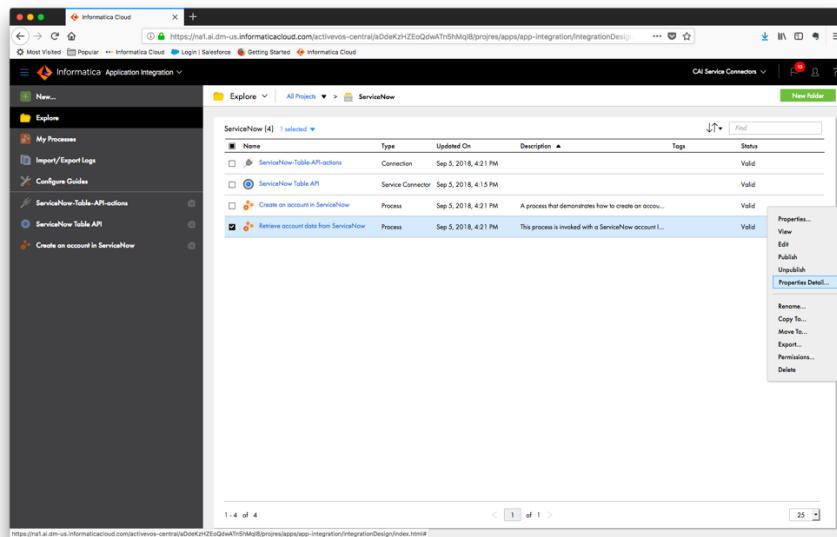 Informatica Cloud
https://na1.ai.dm-us.informaticacloud.com/activevos-central/
Most Visited Popular Informatica Cloud Login | Salesforce Getting Started Informatica Cloud
Informatica Application Integration
CAI Service Connectors
10
New...
Explore
My Processes
Import/Export Logs
Configure Guides
ServiceNow-Table-API-actions
ServiceNow Table API
Create an account in ServiceNow
Explore All Projects > ServiceNow
New Folder
ServiceNow (4) 1 selected
Find
Name Type Updated On Description Tags Status
ServiceNow-Table-API-actions Connection Sep 5, 2018, 4:21 PM Valid
ServiceNow Table API Service Connector Sep 5, 2018, 4:15 PM Valid
Create an account in ServiceNow Process Sep 5, 2018, 4:21 PM A process that demonstrates how to create an accou... Valid
Retrieve account data from ServiceNow Process Sep 5, 2018, 4:21 PM This process is invoked with a ServiceNow account I... Valid
Properties...
View
Edit
Publish
Unpublish
Properties Detail...
Rename...
Copy To...
Move To...
Export...
Permissions...
Delete
1 - 4 of 4
1 of 1
25